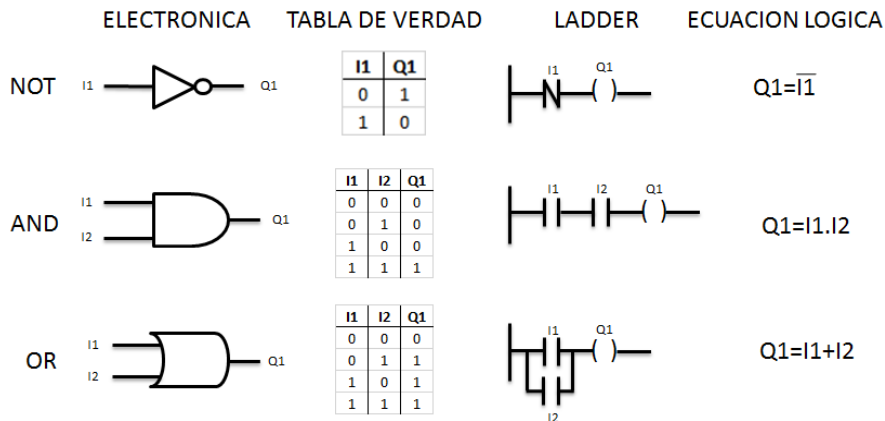 ELECTRONICA TABLA DE VERDAD LADDER ECUACION LOGICA
NOT
I1
Q1
I1 Q1
0 1
1 0
I1
Q1
Q1=I̅1̅
AND
I1
I2
Q1
I1 I2 Q1
0 0 0
0 1 0
1 0 0
1 1 1
I1
I2
Q1
Q1=I1.I2
OR
I1
I2
Q1
I1 I2 Q1
0 0 0
0 1 1
1 0 1
1 1 1
I1
Q1
I2
Q1=I1+I2